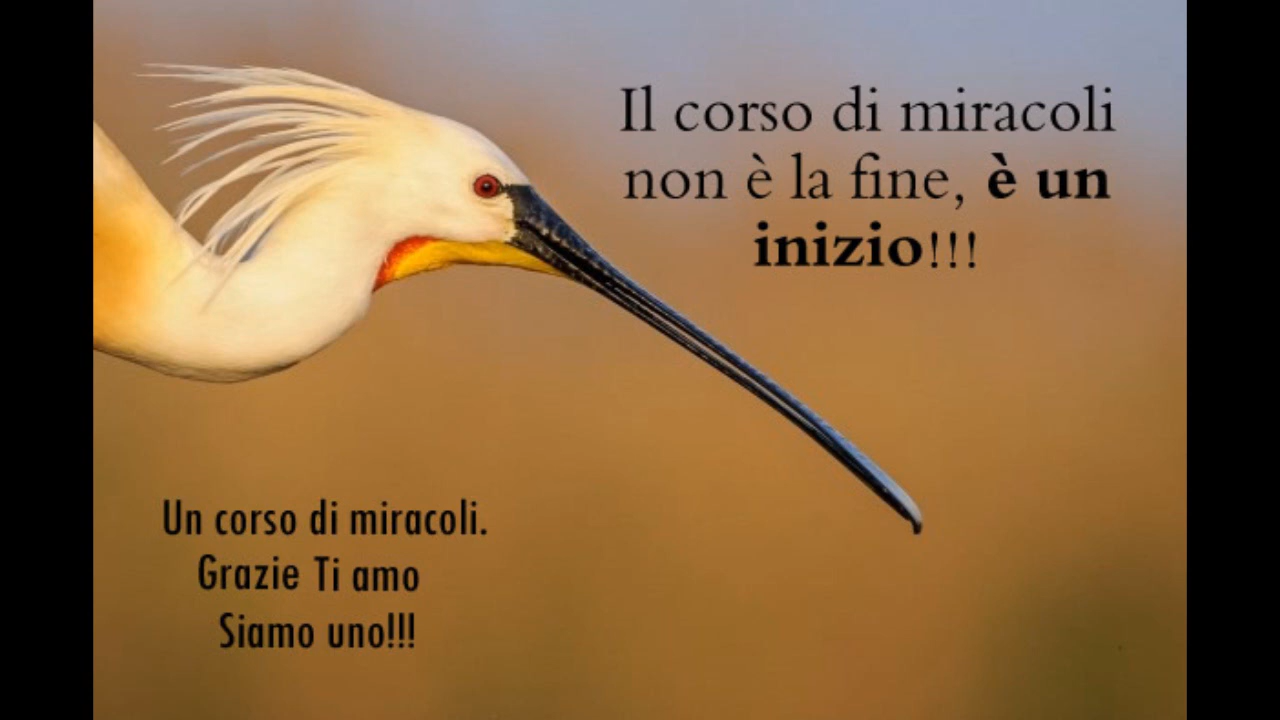 Il corso di miracoli
non è la fine, è un
inizio!!!
Un corso di miracoli.
Grazie Ti amo
Siamo uno!!!